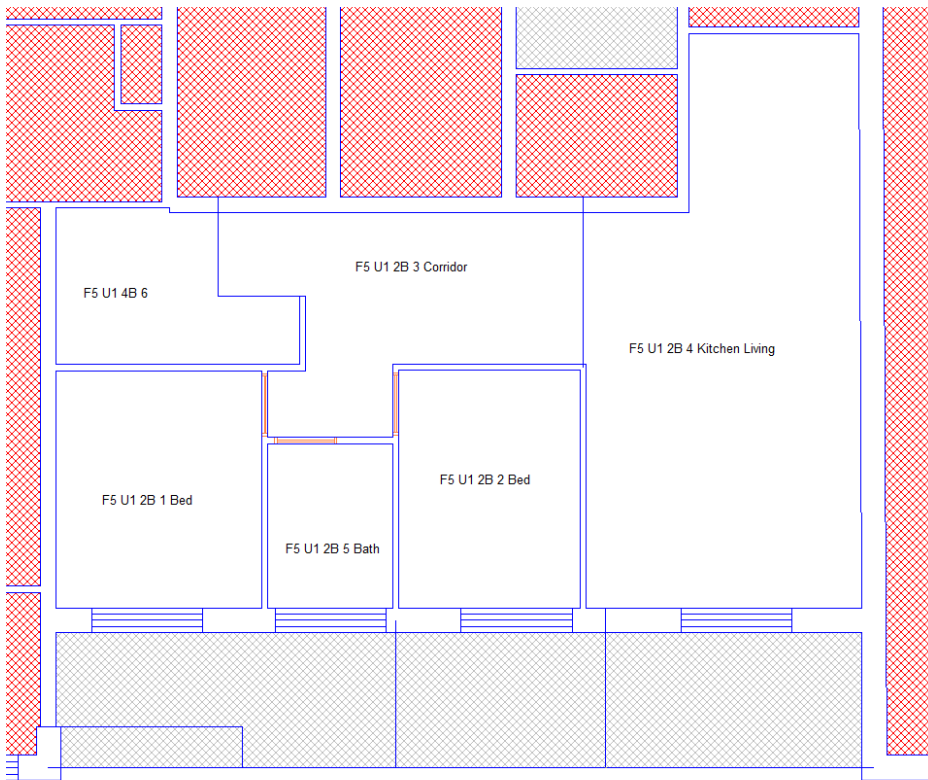 F5 U1 2B 3 Corridor
F5 U1 4B 6
F5 U1 2B 4 Kitchen Living
F5 U1 2B 1 Bed
F5 U1 2B 2 Bed
F5 U1 2B 5 Bath